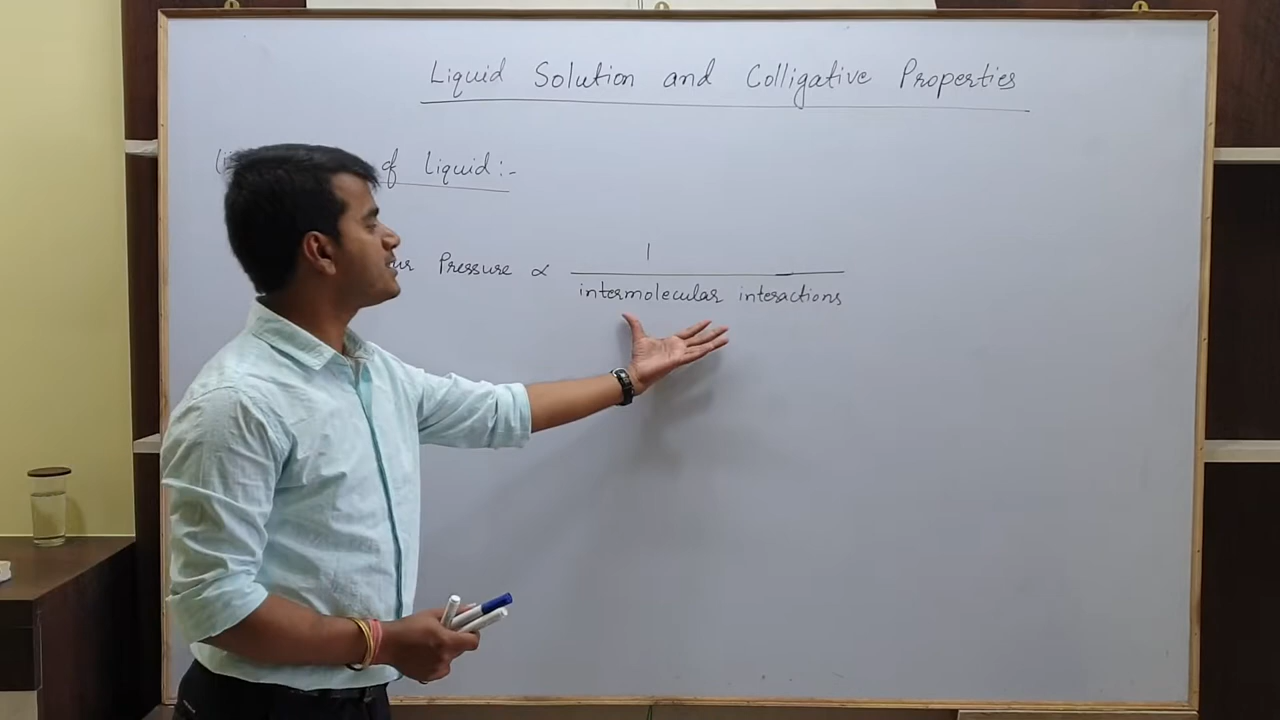 Liquid Solution and Colligative Properties
of Liquid:-
Pressure ∝ 1
intermolecular interactions